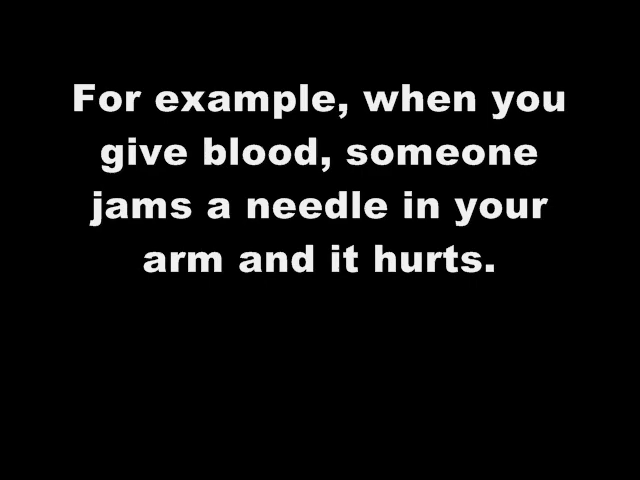 For example, when you
give blood, someone
jams a needle in your
arm and it hurts.